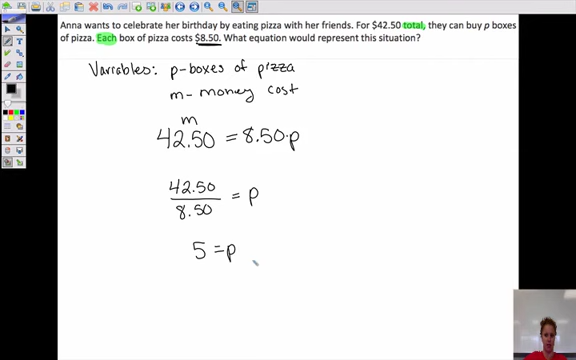 Anna wants to celebrate her birthday by eating pizza with her friends. For $42.50 total, they can buy p boxes
of pizza. Each box of pizza costs $8.50. What equation would represent this situation?
Variables: p-boxes of pizza
m-money cost
m
42.50 = 8.50·p
42.50
8.50
= p
5 = p